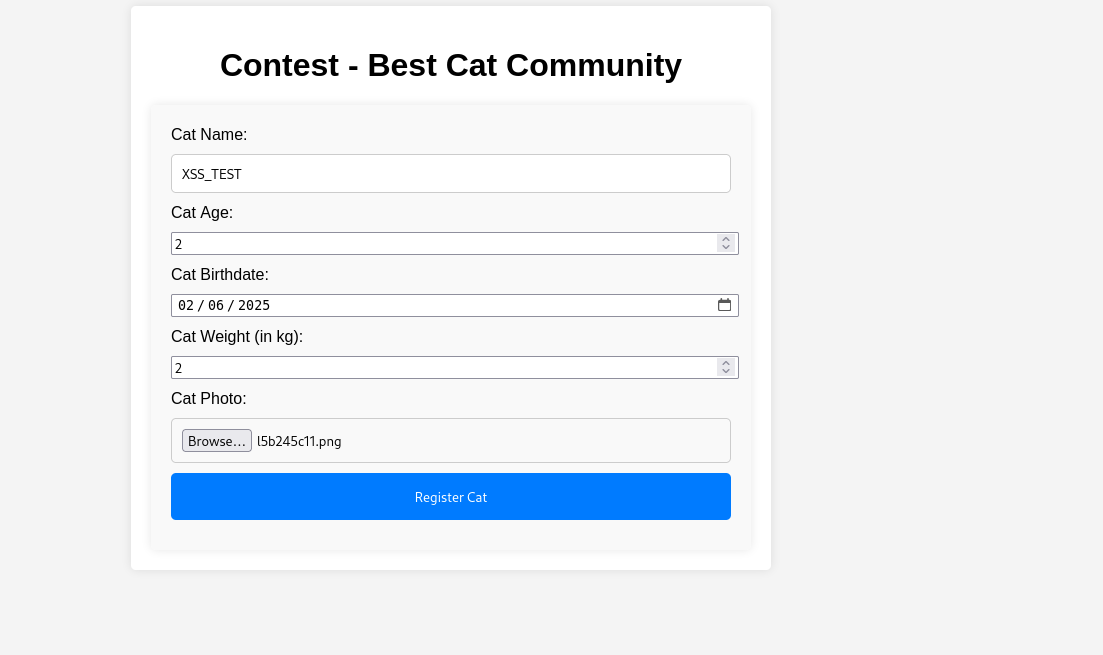 Contest - Best Cat Community
Cat Name:
XSS_TEST
Cat Age:
2
Cat Birthdate:
02 / 06 / 2025
Cat Weight (in kg):
2
Cat Photo:
Browse... l5b245c11.png
Register Cat